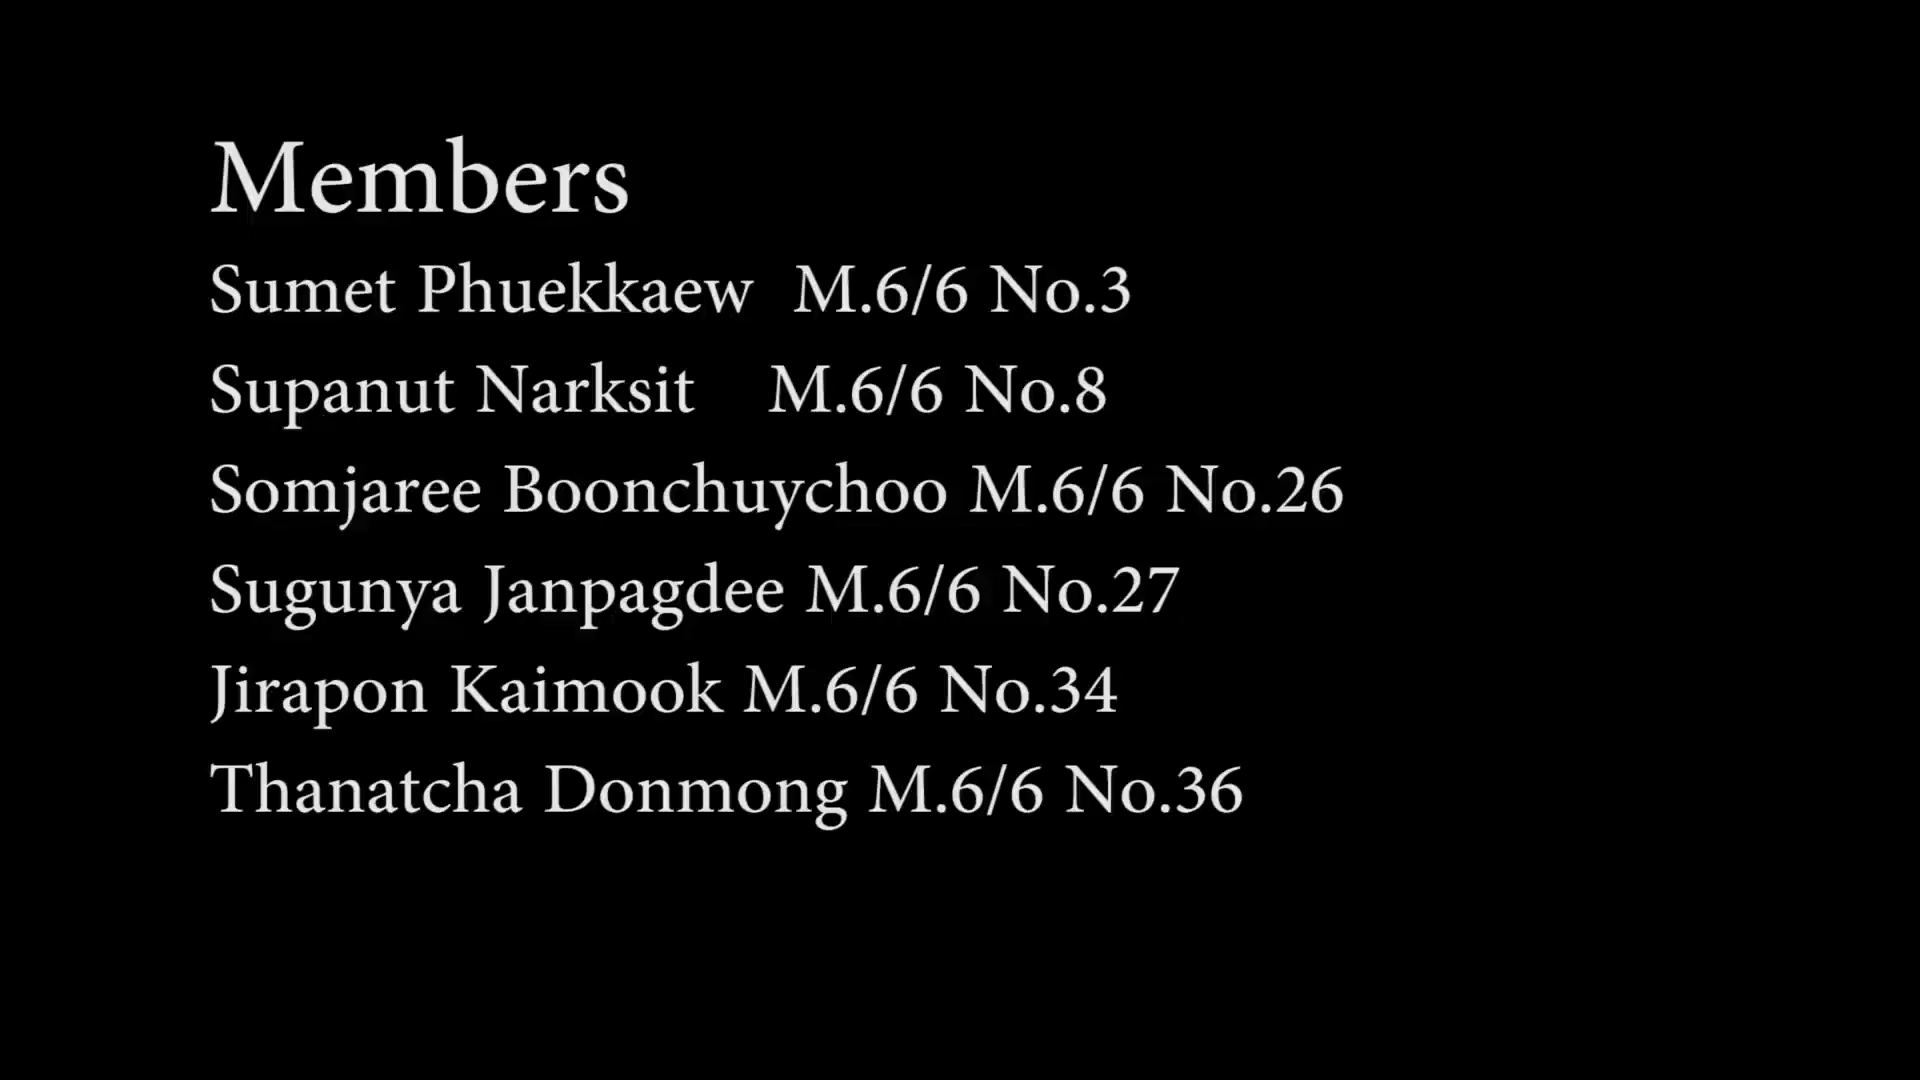 Members
Sumet Phuekkaew M.6/6 No.3
Supanut Narksit M.6/6 No.8
Somjaree Boonchuychoo M.6/6 No.26
Sugunya Janpagdee M.6/6 No.27
Jirapon Kaimook M.6/6 No.34
Thanatcha Donmong M.6/6 No.36